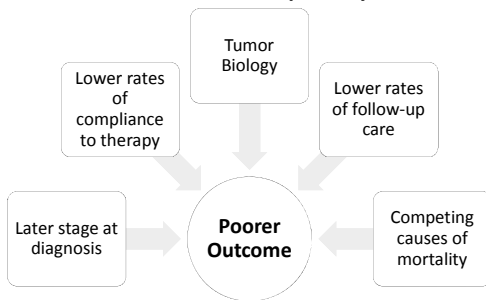 Tumor
Biology
Lower rates
of
compliance
to therapy
Lower rates
of follow-up
care
Later stage at
diagnosis
Poorer
Outcome
Competing
causes of
mortality